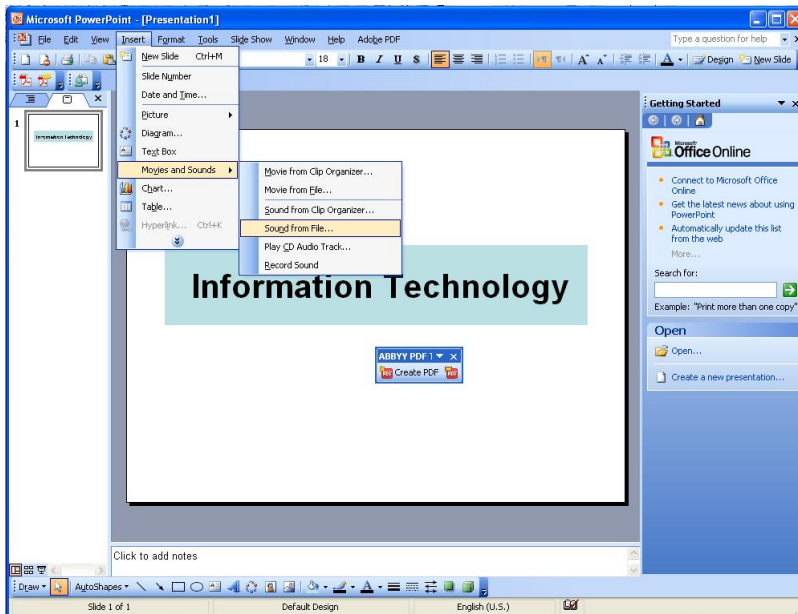 Microsoft PowerPoint - [Presentation1]
File Edit View Insert Format Tools Slide Show Window Help Adobe PDF Type a question for help
18 B I U S Design New Slide
New Slide Ctrl+M
Slide Number
Date and Time...
Picture
Diagram...
Text Box
Movies and Sounds
Chart...
Table...
Hyperlink... Ctrl+K
Movie from Clip Organizer...
Movie from File...
Sound from Clip Organizer...
Sound from File...
Play CD Audio Track...
Record Sound
1
Information Technology
Information Technology
ABBYY PDF T
Create PDF
Getting Started
Microsoft
Office Online
Connect to Microsoft Office
Online
Get the latest news about using
PowerPoint
Automatically update this list
from the web
More...
Search for:
Example: "Print more than one copy"
Open
Open...
Create a new presentation...
Click to add notes
Draw AutoShapes
Slide 1 of 1 Default Design English (U.S.)